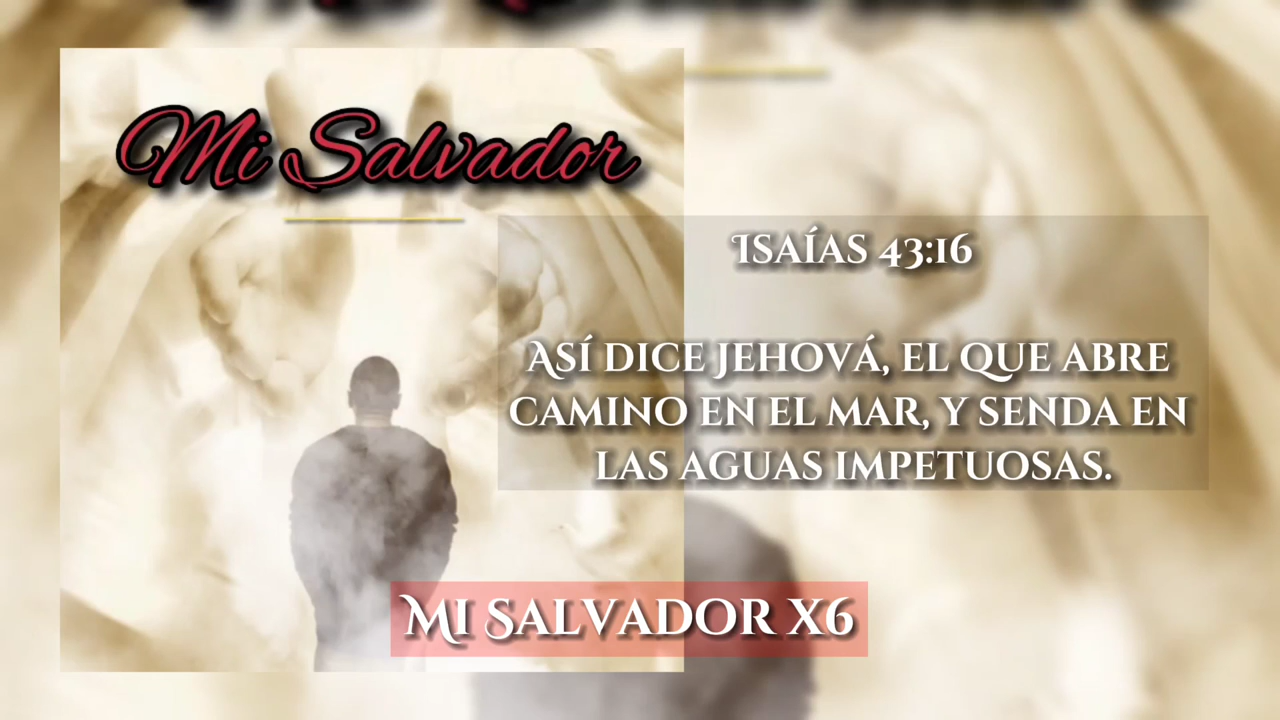 Mi Salvador
Isaías 43:16
Así dice Jehová, el que abre
camino en el mar, y senda en
las aguas impetuosas.
Mi Salvador x6